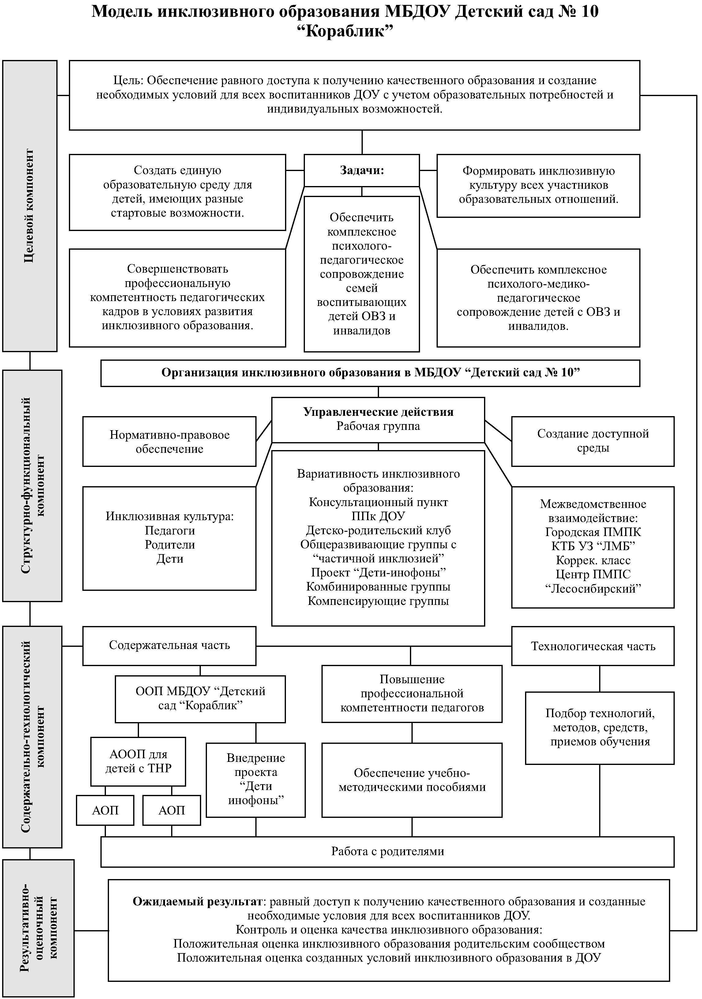 Модель инклюзивного образования МБДОУ Детский сад № 10
“Кораблик”
Целевой компонент
Цель: Обеспечение равного доступа к получению качественного образования и создание
необходимых условий для всех воспитанников ДОУ с учетом образовательных потребностей и
индивидуальных возможностей.
Создать единую
образовательную среду для
детей, имеющих разные
стартовые возможности.
Задачи:
Формировать инклюзивную
культуру всех участников
образовательных отношений.
Совершенствовать
профессиональную
компетентность педагогических
кадров в условиях развития
инклюзивного образования.
Обеспечить
комплексное
психолого-
педагогическое
сопровождение
семей
воспитывающих
детей ОВЗ и
инвалидов
Обеспечить комплексное
психолого-медико-
педагогическое
сопровождение детей с ОВЗ и
инвалидов.
Структурно-функциональный
компонент
Организация инклюзивного образования в МБДОУ “Детский сад № 10”
Управленческие действия
Рабочая группа
Нормативно-правовое
обеспечение
Создание доступной
среды
Инклюзивная культура:
Педагоги
Родители
Дети
Вариативность инклюзивного
образования:
Консультационный пункт
ППк ДОУ
Детско-родительский клуб
Общеразвивающие группы с
“частичной инклюзией”
Проект “Дети-инофоны”
Комбинированные группы
Компенсирующие группы
Межведомственное
взаимодействие:
Городская ПМПК
КТБ УЗ “ЛМБ”
Коррек. класс
Центр ПМПС
“Лесосибирский”
Содержательно-технологический
компонент
Содержательная часть
Технологическая часть
ООП МБДОУ “Детский
сад “Кораблик”
Повышение
профессиональной
компетентности педагогов
Подбор технологий,
методов, средств,
приемов обучения
АООП для
детей с ТНР
Внедрение
проекта
“Дети
инофоны”
Обеспечение учебно-
методическими пособиями
АОП
АОП
Работа с родителями
Результативно-
оценочный
компонент
Ожидаемый результат: равный доступ к получению качественного образования и созданные
необходимые условия для всех воспитанников ДОУ.
Контроль и оценка качества инклюзивного образования:
Положительная оценка инклюзивного образования родительским сообществом
Положительная оценка созданных условий инклюзивного образования в ДОУ